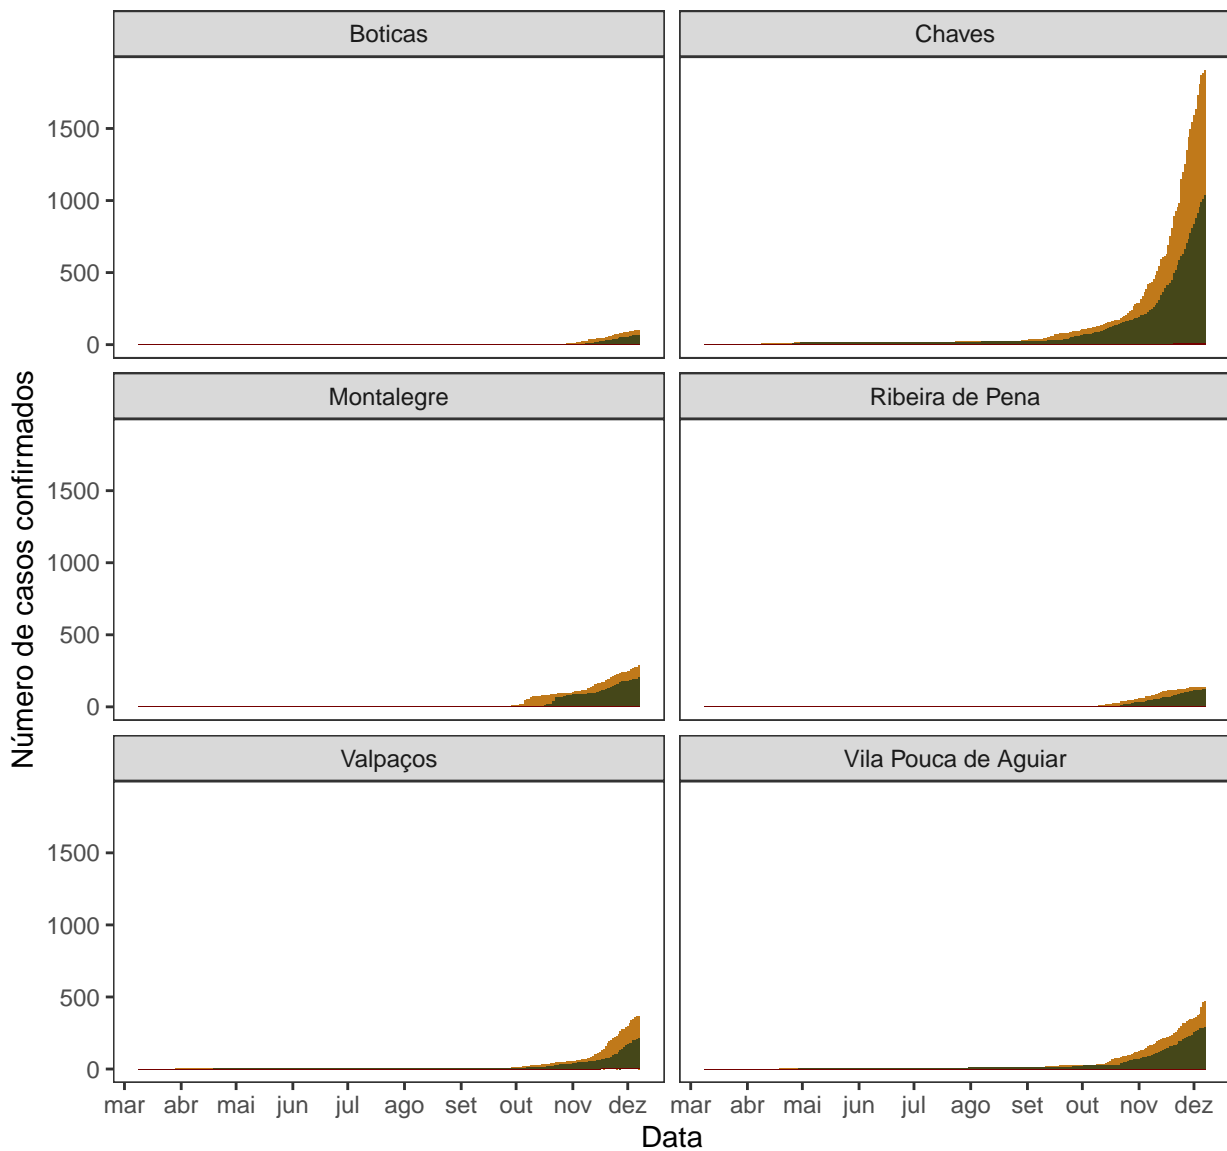 Boticas
Chaves
1500
1000
500
0
Montalegre
Ribeira de Pena
1500
1000
500
0
Valpaços
Vila Pouca de Aguiar
1500
1000
500
0
mar abr mai jun jul ago set out nov dez
mar abr mai jun jul ago set out nov dez
Data
Número de casos confirmados